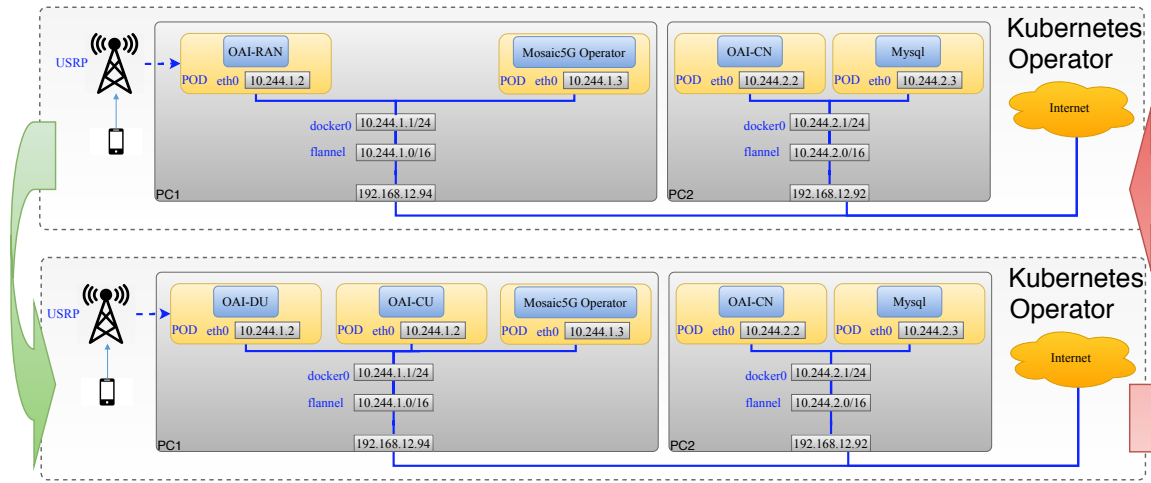 Kubernetes
Operator
USRP
OAI-RAN
POD eth0 10.244.1.2
Mosaic5G Operator
POD eth0 10.244.1.3
docker0 10.244.1.1/24
flannel 10.244.1.0/16
192.168.12.94
PC1
OAI-CN
POD eth0 10.244.2.2
Mysql
POD eth0 10.244.2.3
docker0 10.244.2.1/24
flannel 10.244.2.0/16
192.168.12.92
PC2
Internet
Kubernetes
Operator
USRP
OAI-DU
POD eth0 10.244.1.2
OAI-CU
POD eth0 10.244.1.2
Mosaic5G Operator
POD eth0 10.244.1.3
docker0 10.244.1.1/24
flannel 10.244.1.0/16
192.168.12.94
PC1
OAI-CN
POD eth0 10.244.2.2
Mysql
POD eth0 10.244.2.3
docker0 10.244.2.1/24
flannel 10.244.2.0/16
192.168.12.92
PC2
Internet